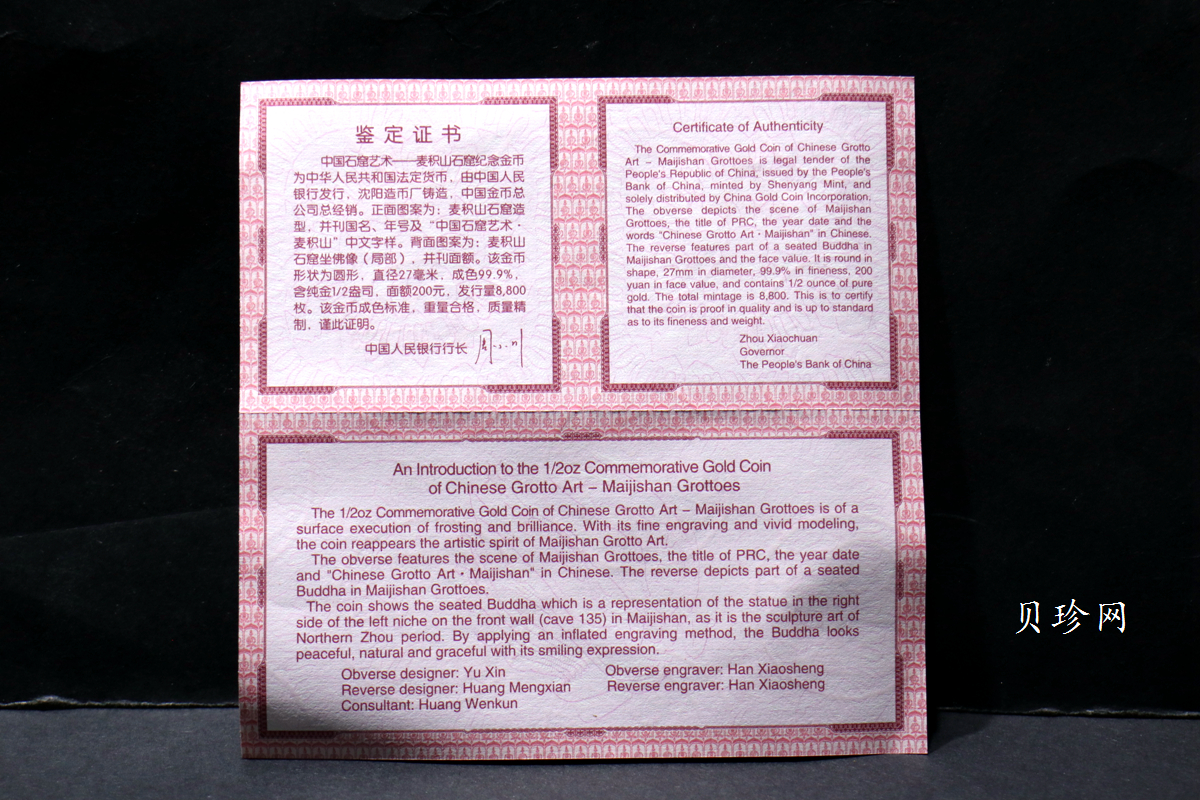 鉴定证书
中国石窟艺术——麦积山石窟纪念金币
为中华人民共和国法定货币，由中国人民
银行发行，沈阳造币厂铸造，中国金币总
公司总经销。正面图案为：麦积山石窟造
型，并刊国名、年号及“中国石窟艺术·
麦积山”中文字样。背面图案为：麦积山
石窟坐佛像（局部），并刊面额。该金币
形状为圆形，直径27毫米，成色99.9%，
含纯金1/2盎司，面额200元，发行量8,800
枚。该金币成色标准，重量合格，质量精
制，谨此证明。
中国人民银行行长 周小川
Certificate of Authenticity
The Commemorative Gold Coin of Chinese Grotto
Art – Maijishan Grottoes is legal tender of the
People's Republic of China, issued by the People's
Bank of China, minted by Shenyang Mint, and
solely distributed by China Gold Coin Incorporation.
The obverse depicts the scene of Maijishan
Grottoes, the title of PRC, the year date and the
words "Chinese Grotto Art · Maijishan" in Chinese.
The reverse features part of a seated Buddha in
Maijishan Grottoes and the face value. It is round in
shape, 27mm in diameter, 99.9% in fineness, 200
yuan in face value, and contains 1/2 ounce of pure
gold. The total mintage is 8,800. This is to certify
that the coin is proof in quality and is up to standard
as to its fineness and weight.
Zhou Xiaochuan
Governor
The People's Bank of China
An Introduction to the 1/2oz Commemorative Gold Coin
of Chinese Grotto Art – Maijishan Grottoes
The 1/2oz Commemorative Gold Coin of Chinese Grotto Art – Maijishan Grottoes is of a
surface execution of frosting and brilliance. With its fine engraving and vivid modeling,
the coin reappears the artistic spirit of Maijishan Grotto Art.
The obverse features the scene of Maijishan Grottoes, the title of PRC, the year date
and "Chinese Grotto Art · Maijishan" in Chinese. The reverse depicts part of a seated
Buddha in Maijishan Grottoes.
The coin shows the seated Buddha which is a representation of the statue in the right
side of the left niche on the front wall (cave 135) in Maijishan, as it is the sculpture art of
Northern Zhou period. By applying an inflated engraving method, the Buddha looks
peaceful, natural and graceful with its smiling expression.
Obverse designer: Yu Xin
Obverse engraver: Han Xiaosheng
Reverse designer: Huang Mengxian
Reverse engraver: Han Xiaosheng
Consultant: Huang Wenkun
贝珍网